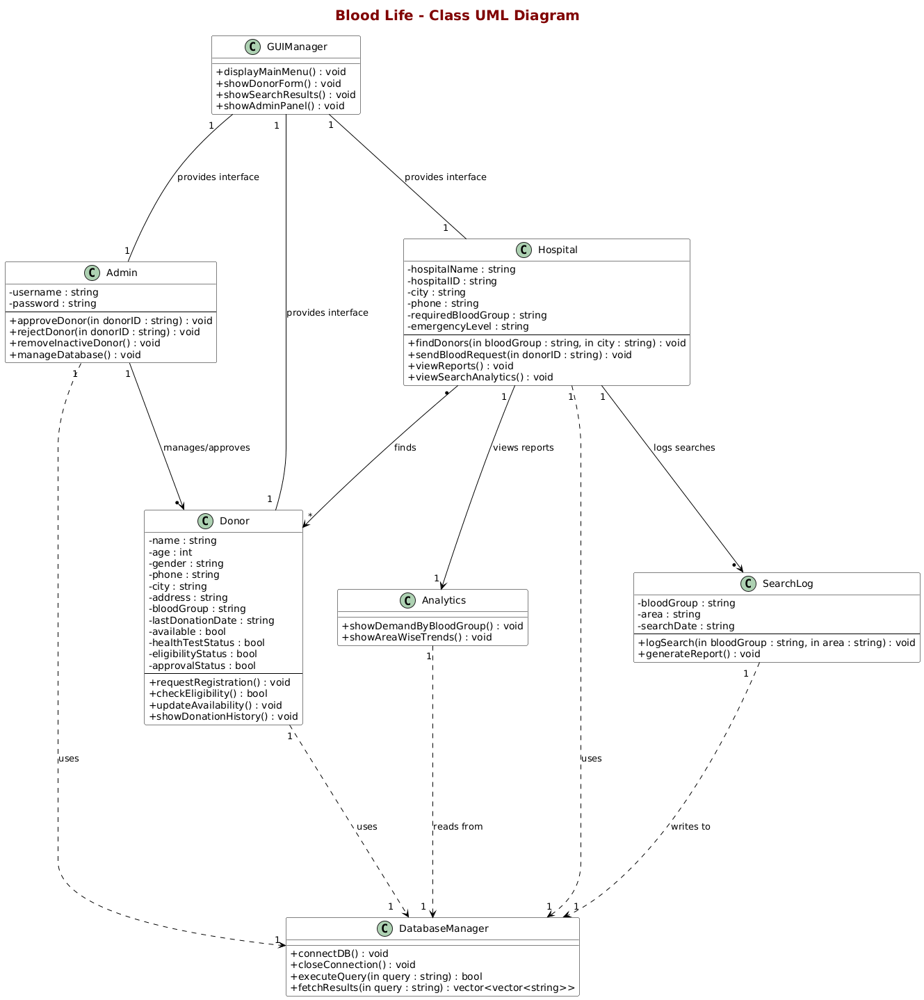 Blood Life - Class UML Diagram
C GUIManager
+displayMainMenu() : void
+showDonorForm() : void
+showSearchResults() : void
+showAdminPanel() : void
1
1
1
provides interface
provides interface
1
1
C Admin
-username : string
-password : string
+approveDonor(in donorID : string) : void
+rejectDonor(in donorID : string) : void
+removeInactiveDonor() : void
+manageDatabase() : void
provides interface
C Hospital
-hospitalName : string
-hospitalID : string
-city : string
-phone : string
-requiredBloodGroup : string
-emergencyLevel : string
+findDonors(in bloodGroup : string, in city : string) : void
+sendBloodRequest(in donorID : string) : void
+viewReports() : void
+viewSearchAnalytics() : void
1
1
•
1
1
1
manages/approves
finds
views reports
logs searches
•
1
*
1
•
C Donor
-name : string
-age : int
-gender : string
-phone : string
-city : string
-address : string
-bloodGroup : string
-lastDonationDate : string
-available : bool
-healthTestStatus : bool
-eligibilityStatus : bool
-approvalStatus : bool
+requestRegistration() : void
+checkEligibility() : bool
+updateAvailability() : void
+showDonationHistory() : void
C Analytics
+showDemandByBloodGroup() : void
+showAreaWiseTrends() : void
C SearchLog
-bloodGroup : string
-area : string
-searchDate : string
+logSearch(in bloodGroup : string, in area : string) : void
+generateReport() : void
1
1
1
uses
uses
uses
reads from
writes to
1
1
1
1
1
C DatabaseManager
+connectDB() : void
+closeConnection() : void
+executeQuery(in query : string) : bool
+fetchResults(in query : string) : vector<vector<string>>